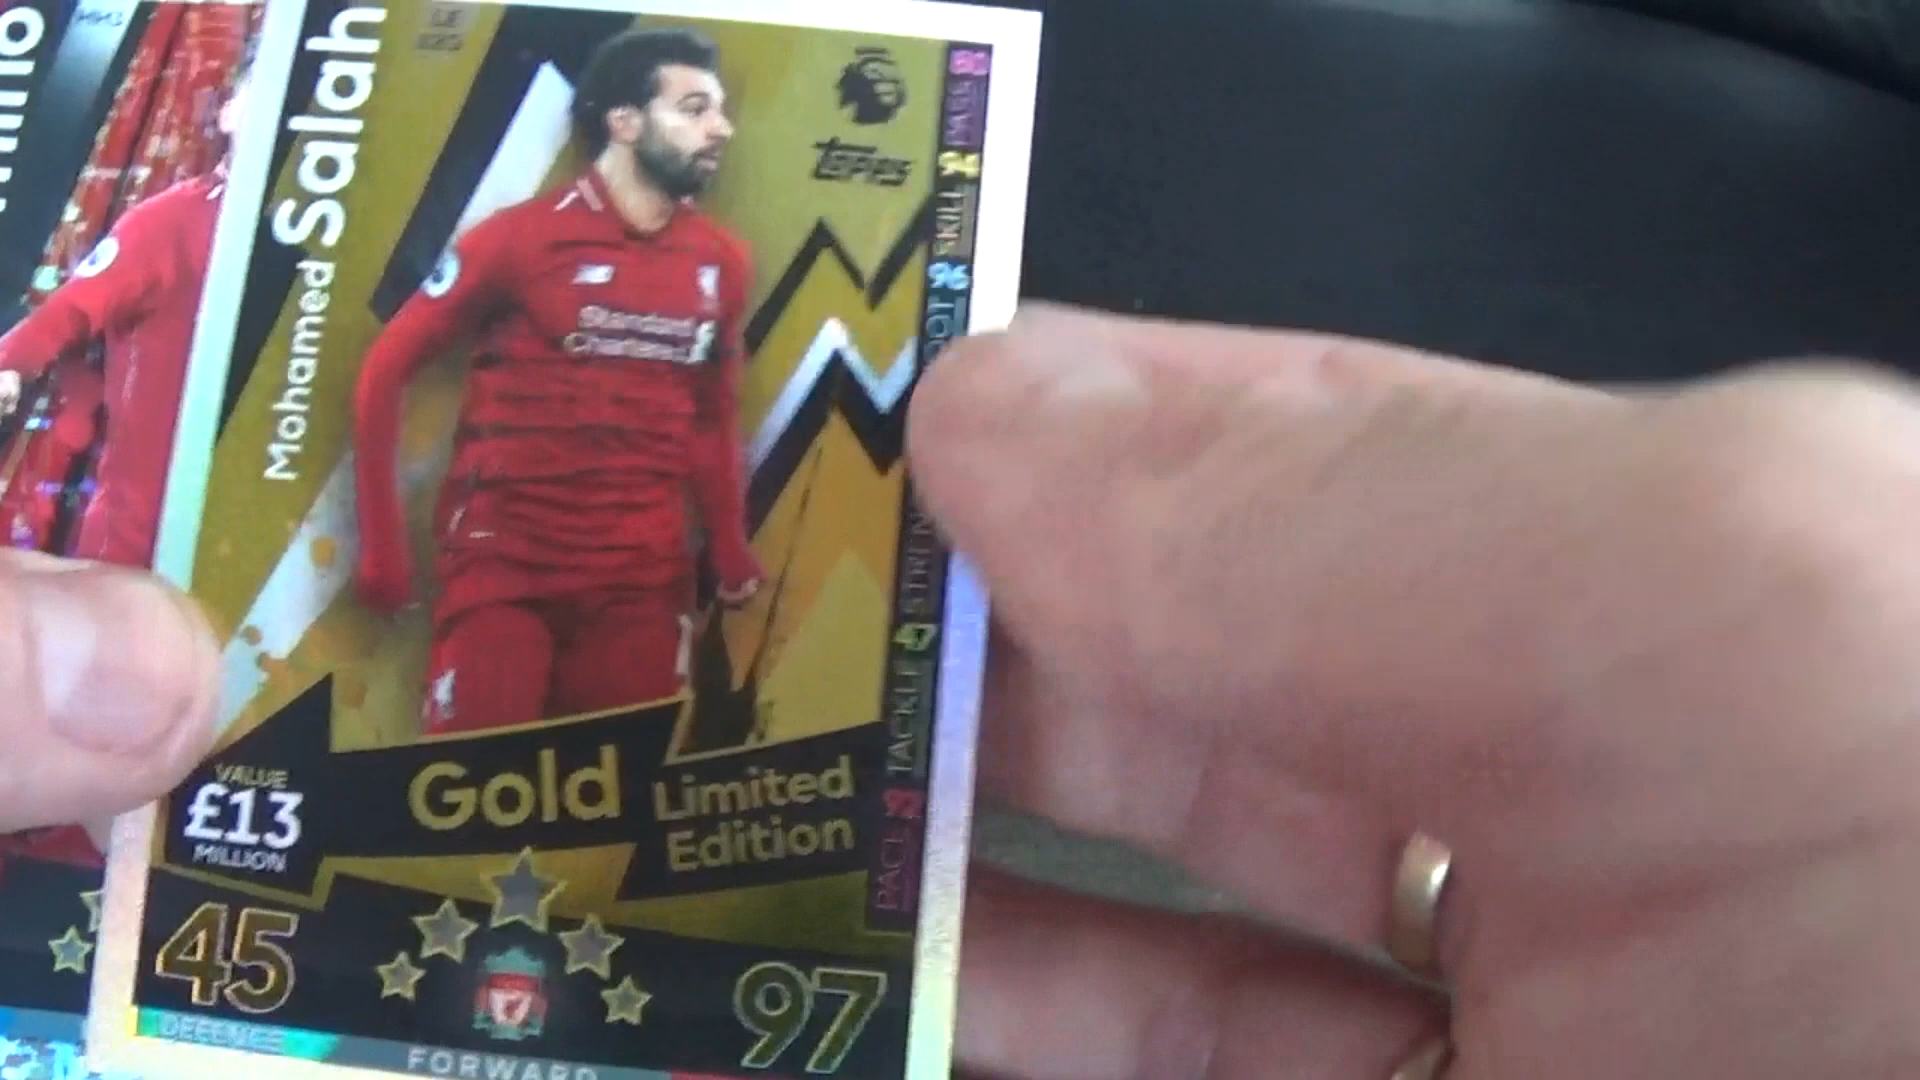 Mohamed Salah
TOPPS
Standard
Chartered
SKILL 94
96
TACKLE 47
PACE
PASS
VALUE
£13
MILLION
Gold
Limited
Edition
45
97
DEFENCE
FORWARD